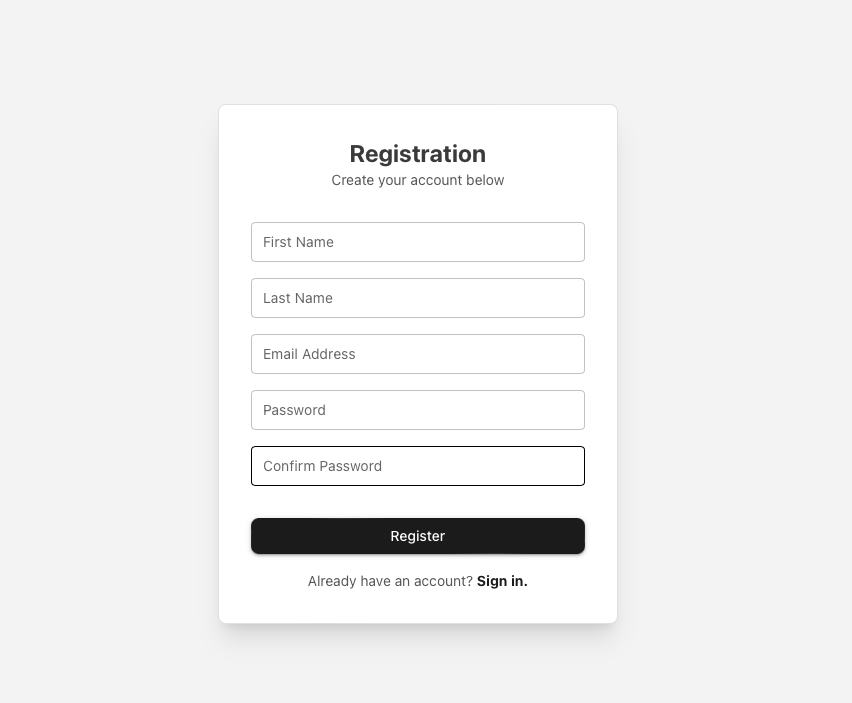 Registration
Create your account below
First Name
Last Name
Email Address
Password
Confirm Password
Register
Already have an account? Sign in.